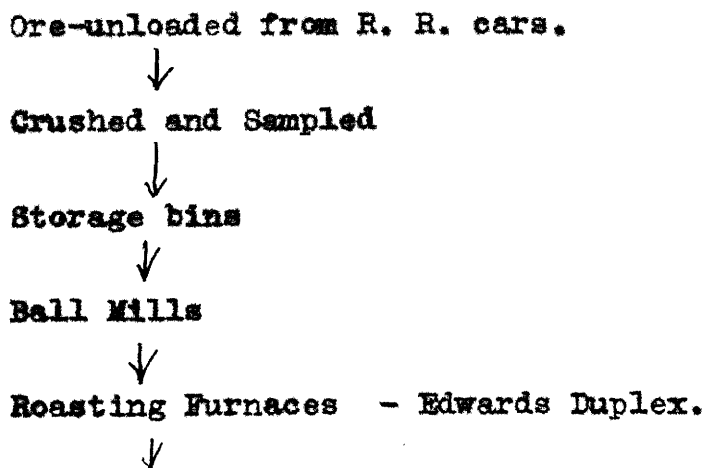 Ore-unloaded from R. R. cars.
Crushed and Sampled
Storage bins
Ball Mills
Roasting Furnaces - Edwards Duplex.